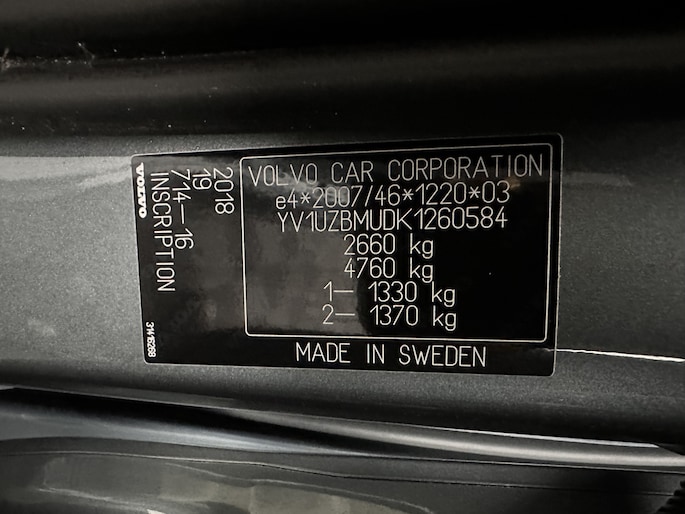 VOLVO CAR CORPORATION
e4*2007/46*1220*03
YV1UZBMUDK1260584
2660 kg
4760 kg
1– 1330 kg
2– 1370 kg
MADE IN SWEDEN
2018
19
714–16
INSCRIPTION
VOLVO
31416268